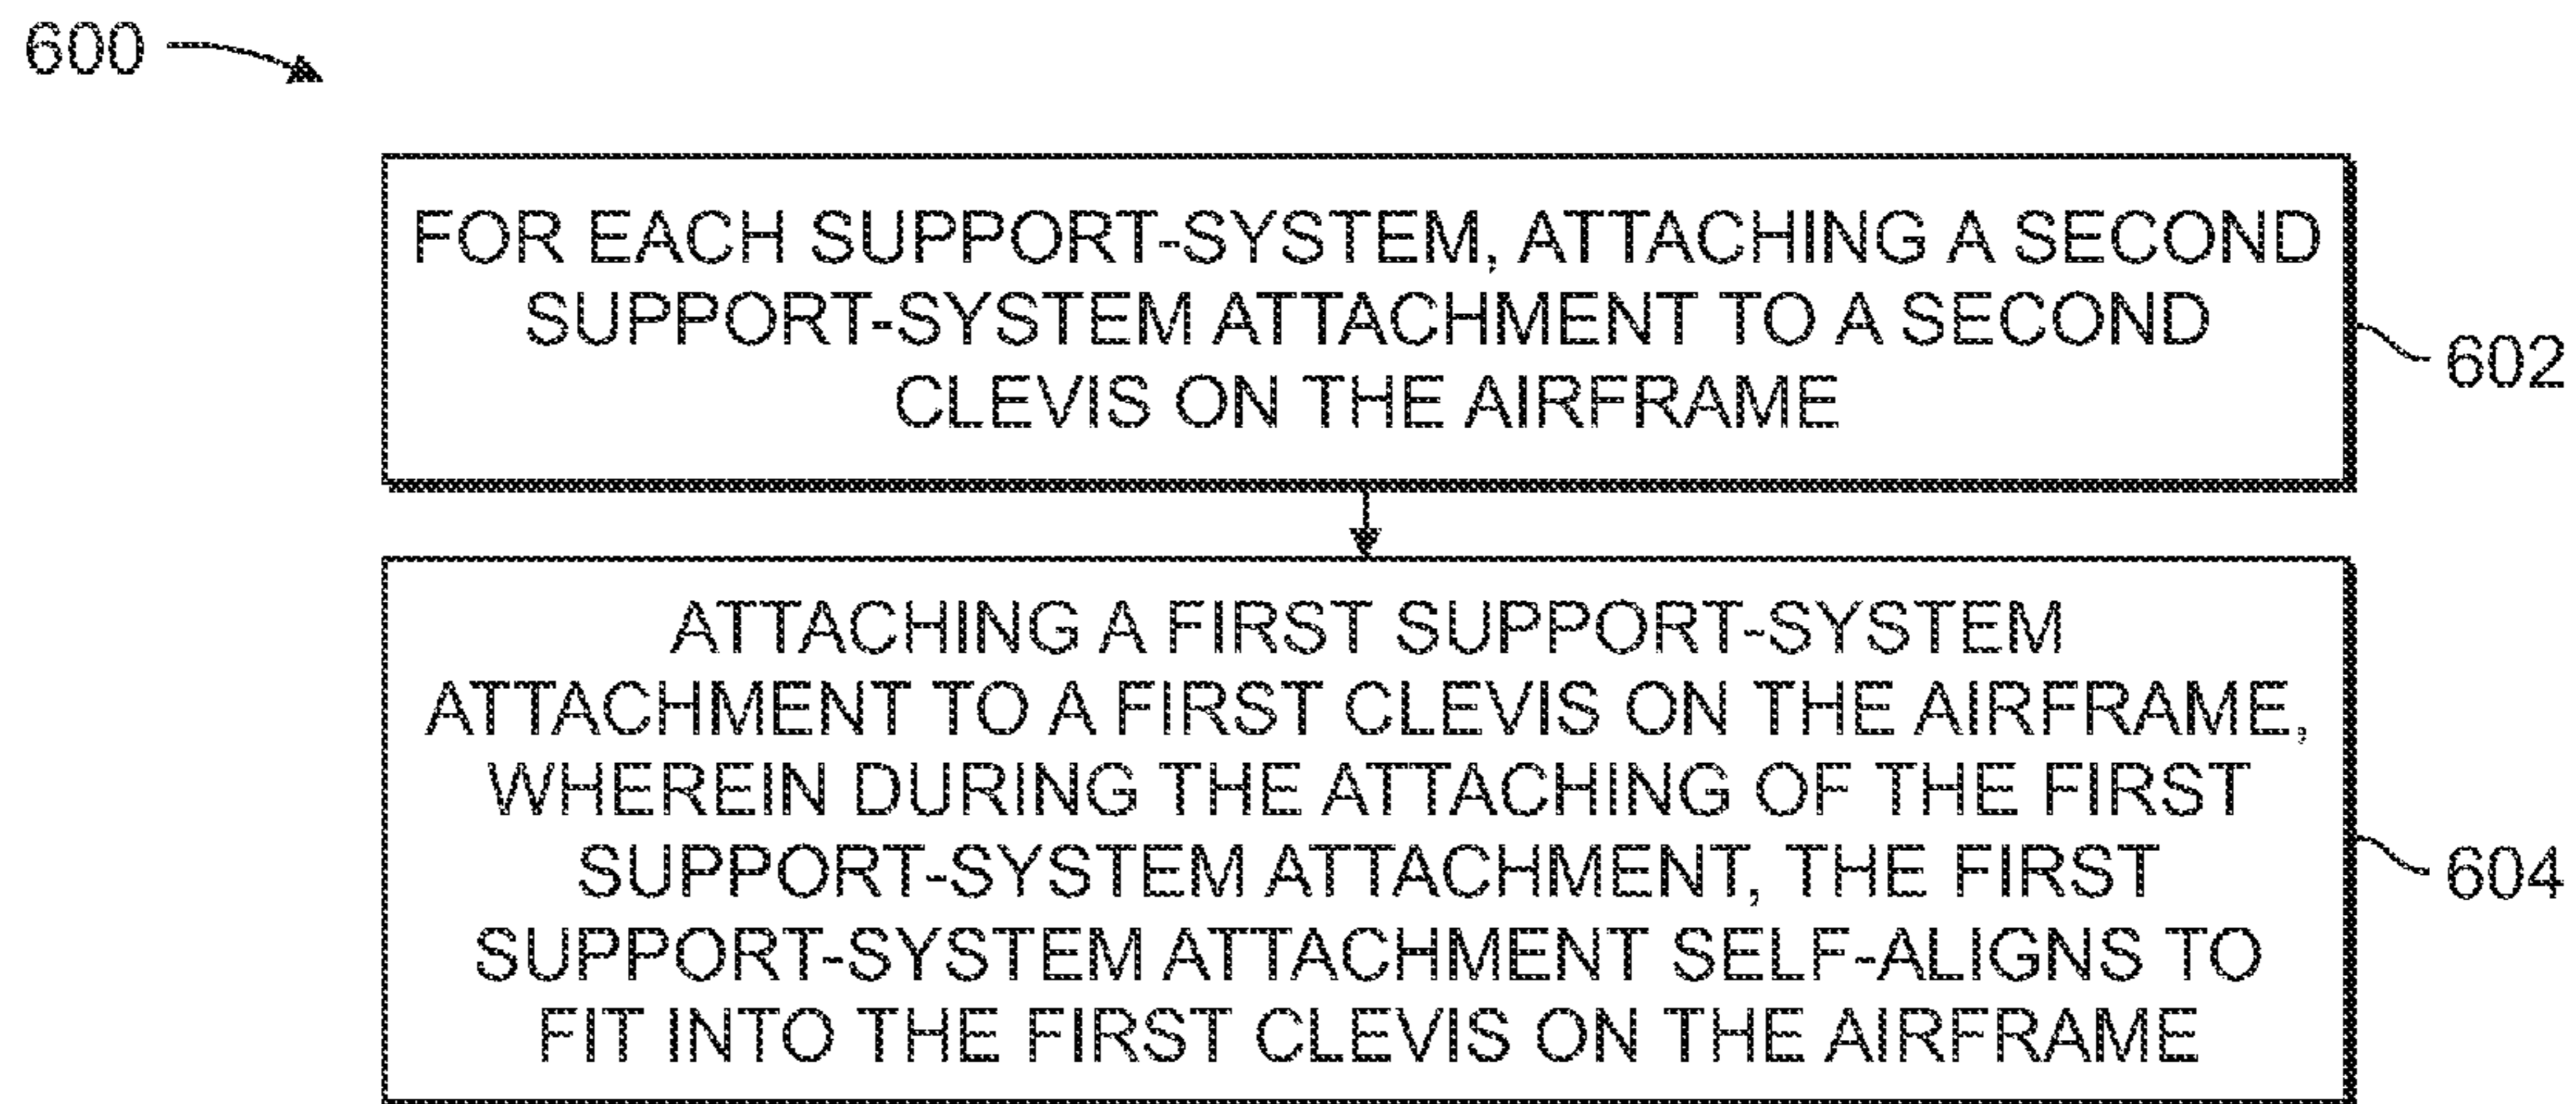 600
FOR EACH SUPPORT-SYSTEM, ATTACHING A SECOND
SUPPORT-SYSTEM ATTACHMENT TO A SECOND
CLEVIS ON THE AIRFRAME
602
ATTACHING A FIRST SUPPORT-SYSTEM
ATTACHMENT TO A FIRST CLEVIS ON THE AIRFRAME,
WHEREIN DURING THE ATTACHING OF THE FIRST
SUPPORT-SYSTEM ATTACHMENT, THE FIRST
SUPPORT-SYSTEM ATTACHMENT SELF-ALIGNS TO
FIT INTO THE FIRST CLEVIS ON THE AIRFRAME
604